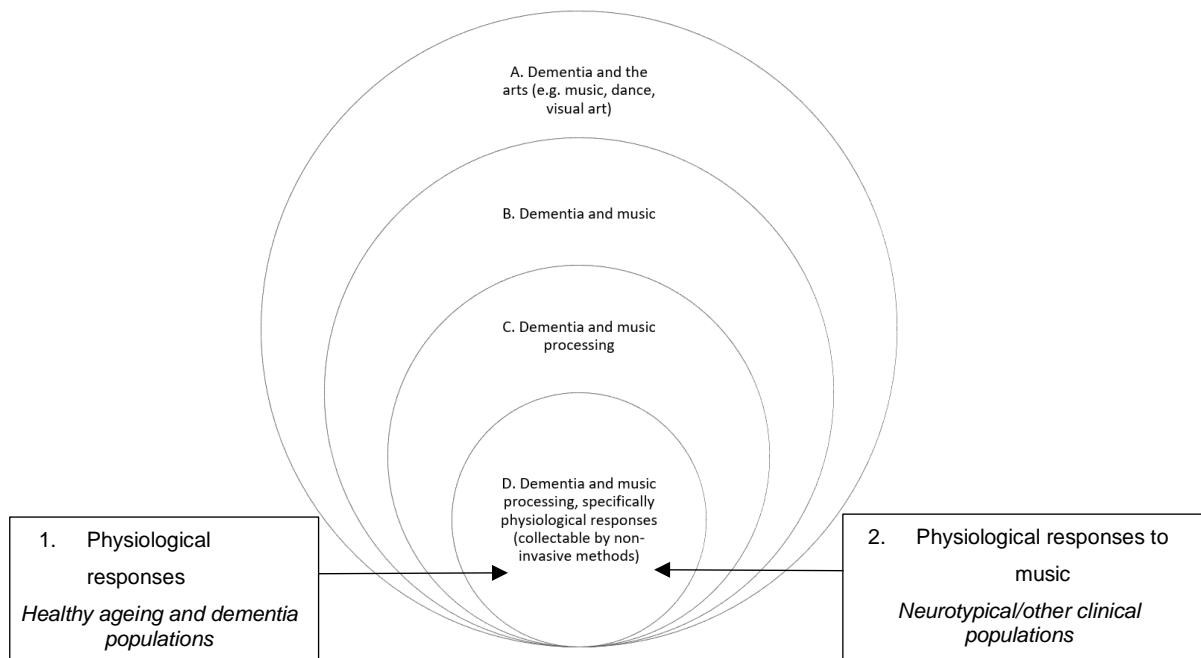 A. Dementia and the
arts (e.g. music, dance,
visual art)
B. Dementia and music
C. Dementia and music
processing
D. Dementia and music
processing, specifically
physiological responses
(collectable by non-
invasive methods)
1. Physiological
responses
Healthy ageing and dementia
populations
2. Physiological responses to
music
Neurotypical/other clinical
populations